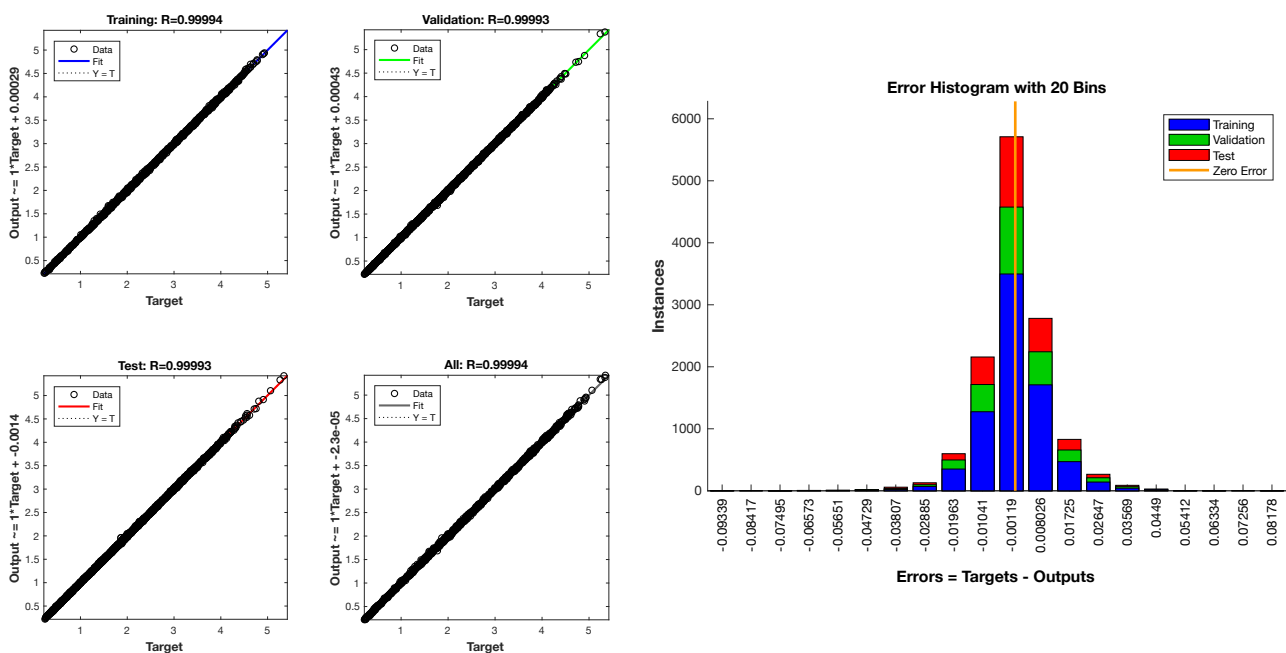 Training: R=0.99994
Output ~= 1*Target + 0.00029
Data
Fit
Y = T
5
4.5
4
3.5
3
2.5
2
1.5
1
0.5
1 2 3 4 5
Target
Validation: R=0.99993
Output ~= 1*Target + 0.00043
Data
Fit
Y = T
5
4.5
4
3.5
3
2.5
2
1.5
1
0.5
1 2 3 4 5
Target
Test: R=0.99993
Output ~= 1*Target + -0.0014
Data
Fit
Y = T
5
4.5
4
3.5
3
2.5
2
1.5
1
0.5
1 2 3 4 5
Target
All: R=0.99994
Output ~= 1*Target + -2.3e-05
Data
Fit
Y = T
5
4.5
4
3.5
3
2.5
2
1.5
1
0.5
1 2 3 4 5
Target
Error Histogram with 20 Bins
Instances
6000
5000
4000
3000
2000
1000
0
Training
Validation
Test
Zero Error
-0.09339
-0.08417
-0.07495
-0.06573
-0.05651
-0.04729
-0.03807
-0.02885
-0.01963
-0.01041
-0.00119
0.008026
0.01725
0.02647
0.03569
0.0449
0.05412
0.06334
0.07256
0.08178
Errors = Targets - Outputs